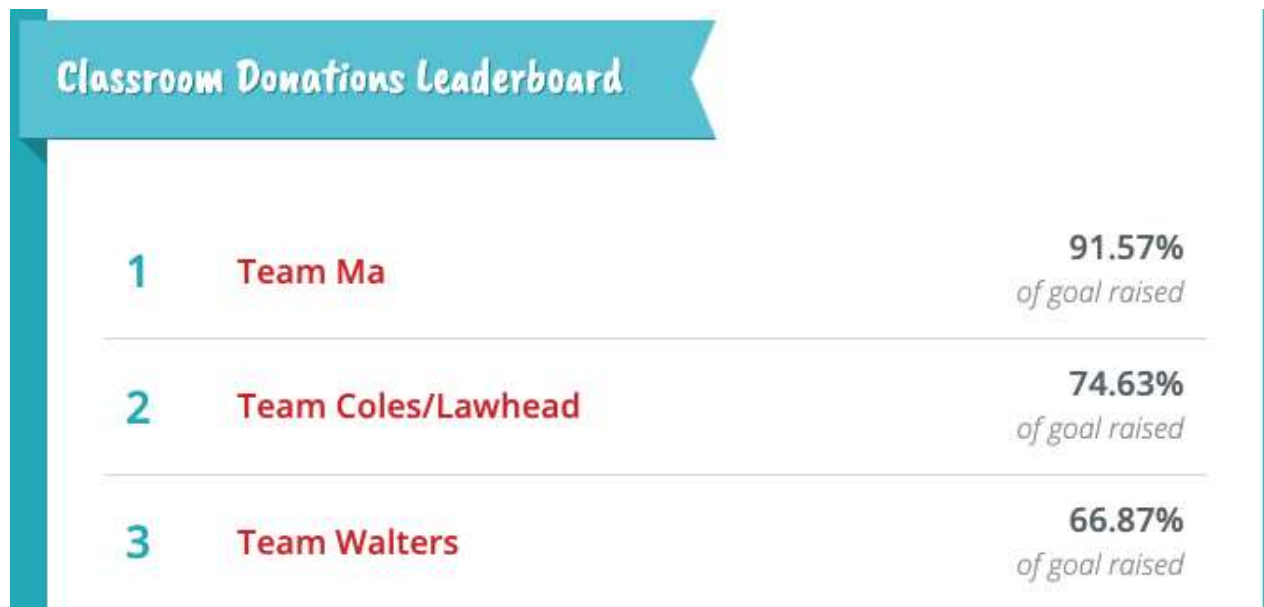 Classroom Donations Leaderboard
1 Team Ma 91.57%
of goal raised
2 Team Coles/Lawhead 74.63%
of goal raised
3 Team Walters 66.87%
of goal raised